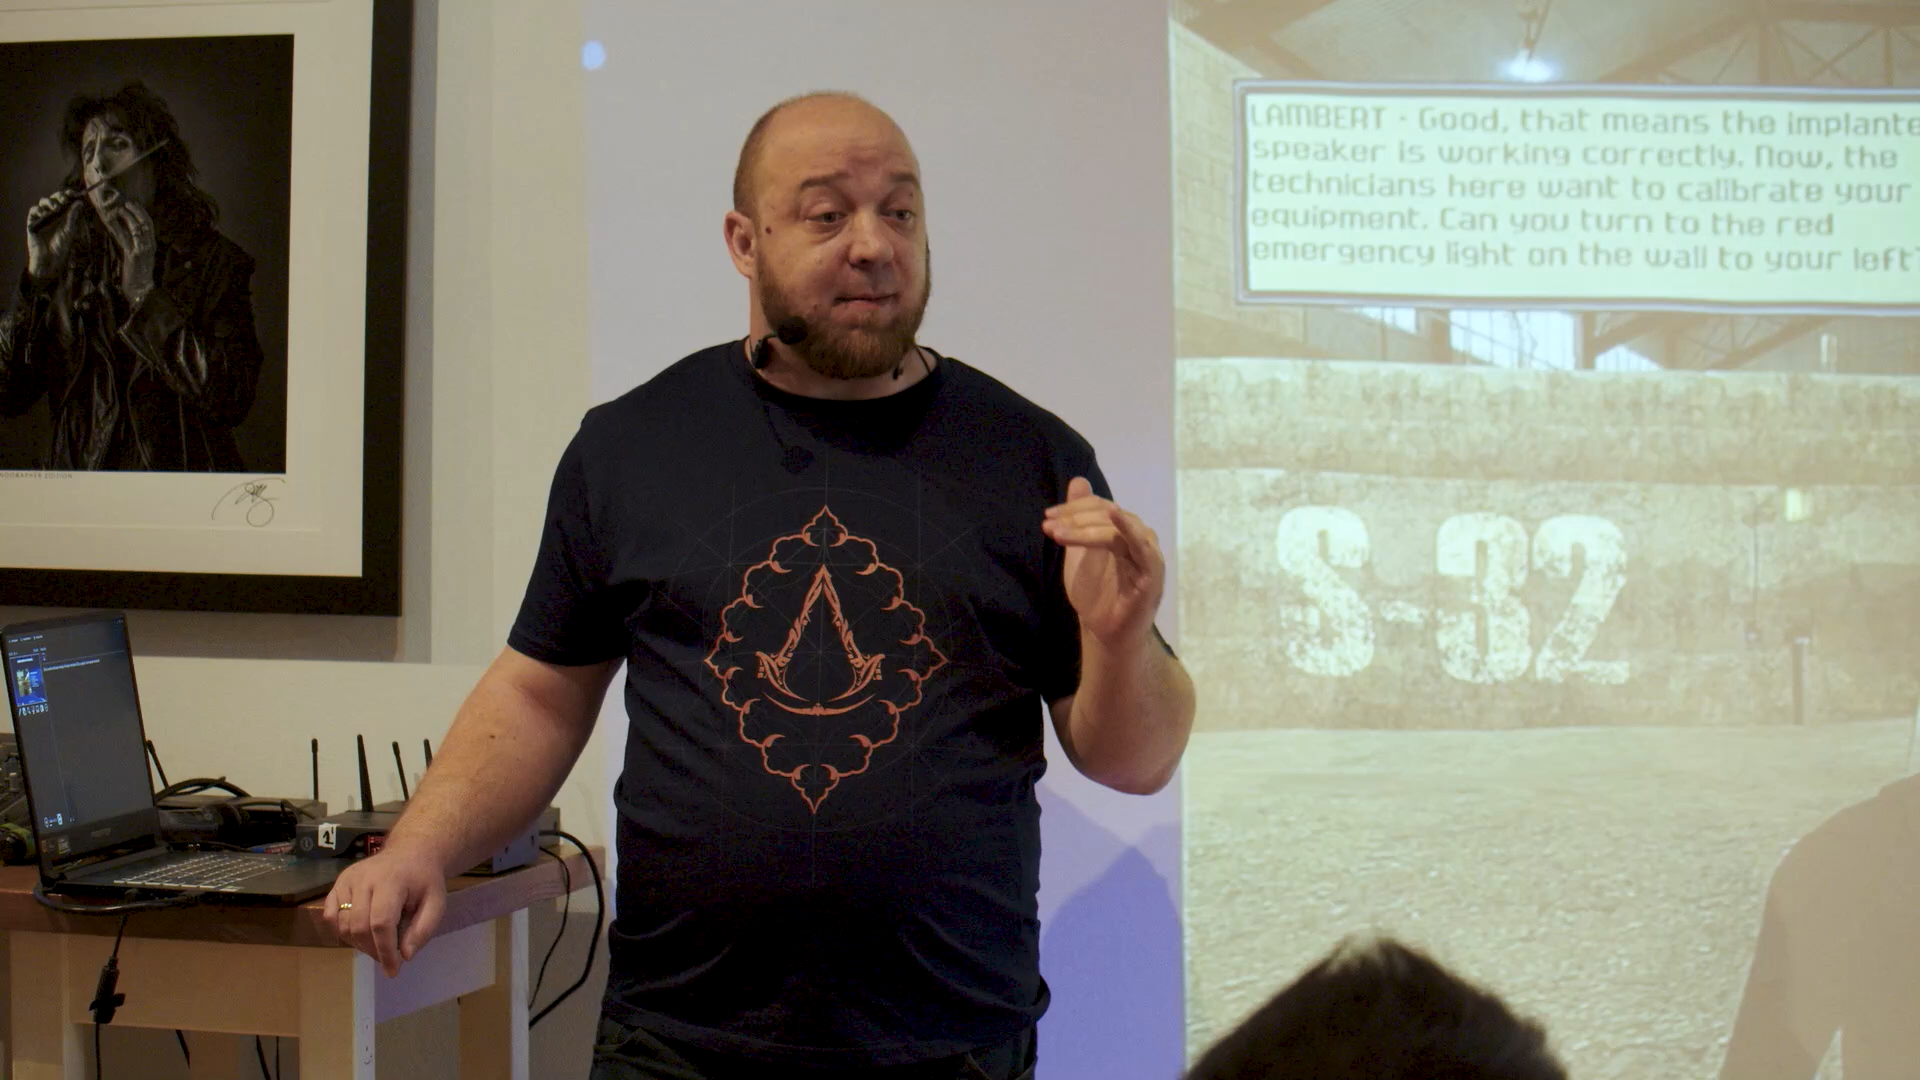 LAMBERT - Good, that means the implante
speaker is working correctly. Now, the
technicians here want to calibrate your
equipment. Can you turn to the red
emergency light on the wall to your left?
S-32
1